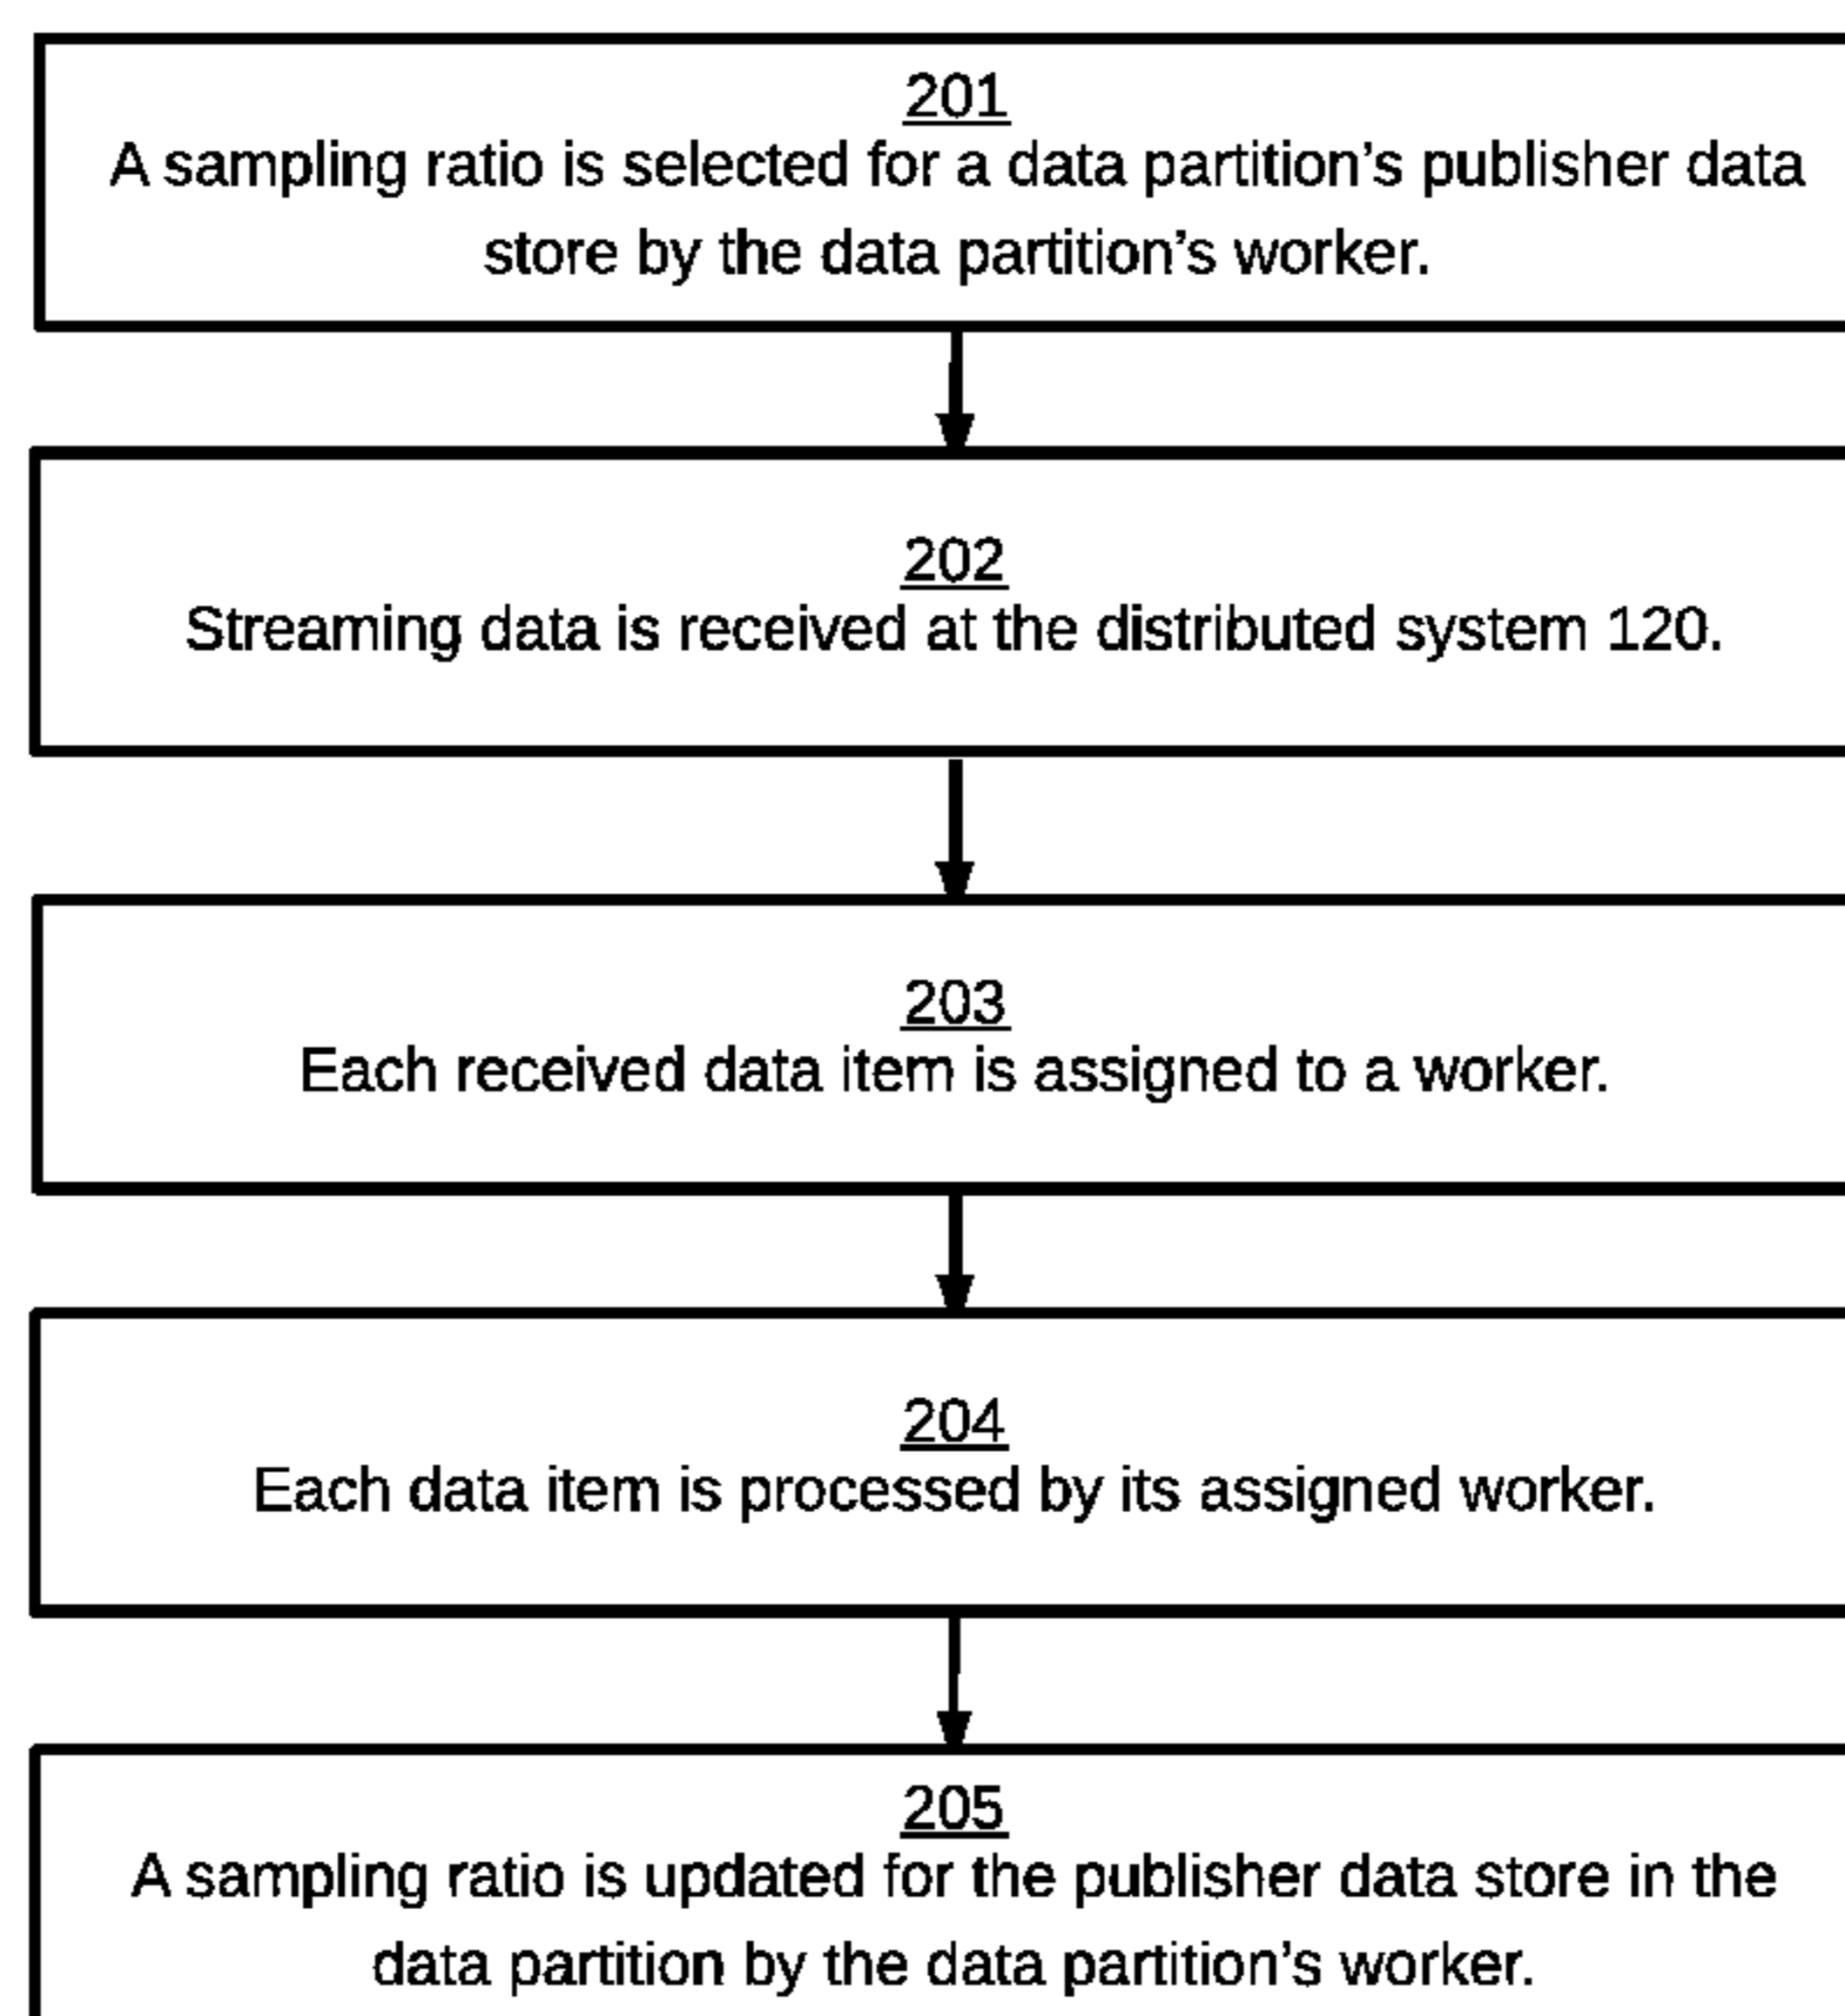 201
A sampling ratio is selected for a data partition’s publisher data
store by the data partition’s worker.
202
Streaming data is received at the distributed system 120.
203
Each received data item is assigned to a worker.
204
Each data item is processed by its assigned worker.
205
A sampling ratio is updated for the publisher data store in the
data partition by the data partition’s worker.